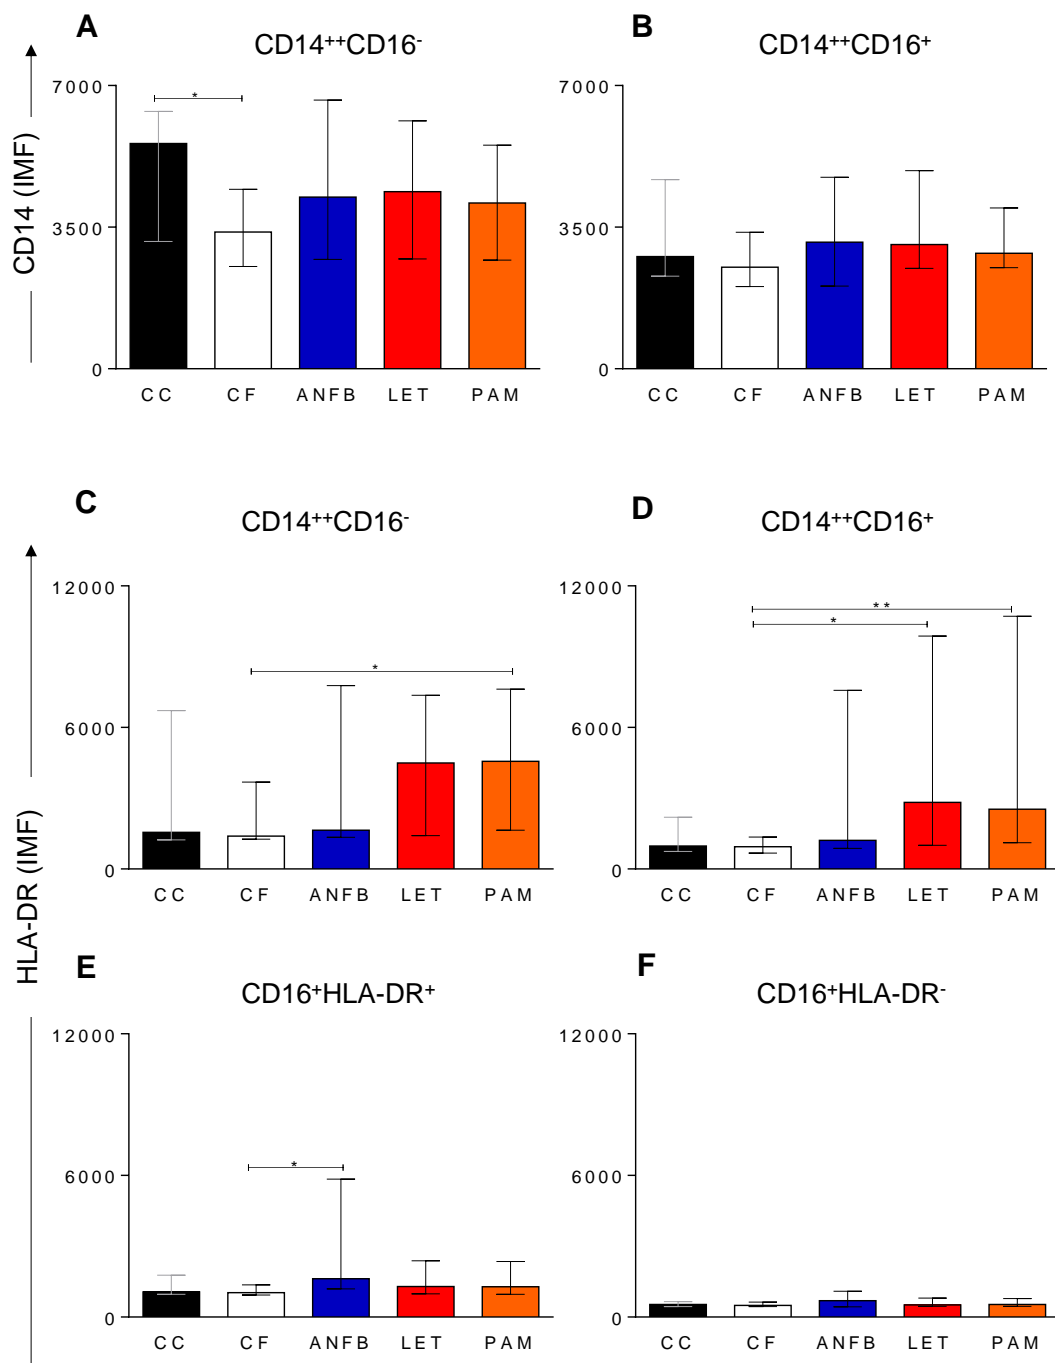 A
CD14++CD16-
B
CD14++CD16+
CD14 (IMF)
7000
3500
0
*
CC CF ANFB LET PAM
7000
3500
0
CC CF ANFB LET PAM
C
CD14++CD16-
D
CD14++CD16+
HLA-DR (IMF)
12000
6000
0
*
CC CF ANFB LET PAM
12000
6000
0
**
*
CC CF ANFB LET PAM
E
CD16+HLA-DR+
F
CD16+HLA-DR-
12000
6000
0
*
CC CF ANFB LET PAM
12000
6000
0
CC CF ANFB LET PAM